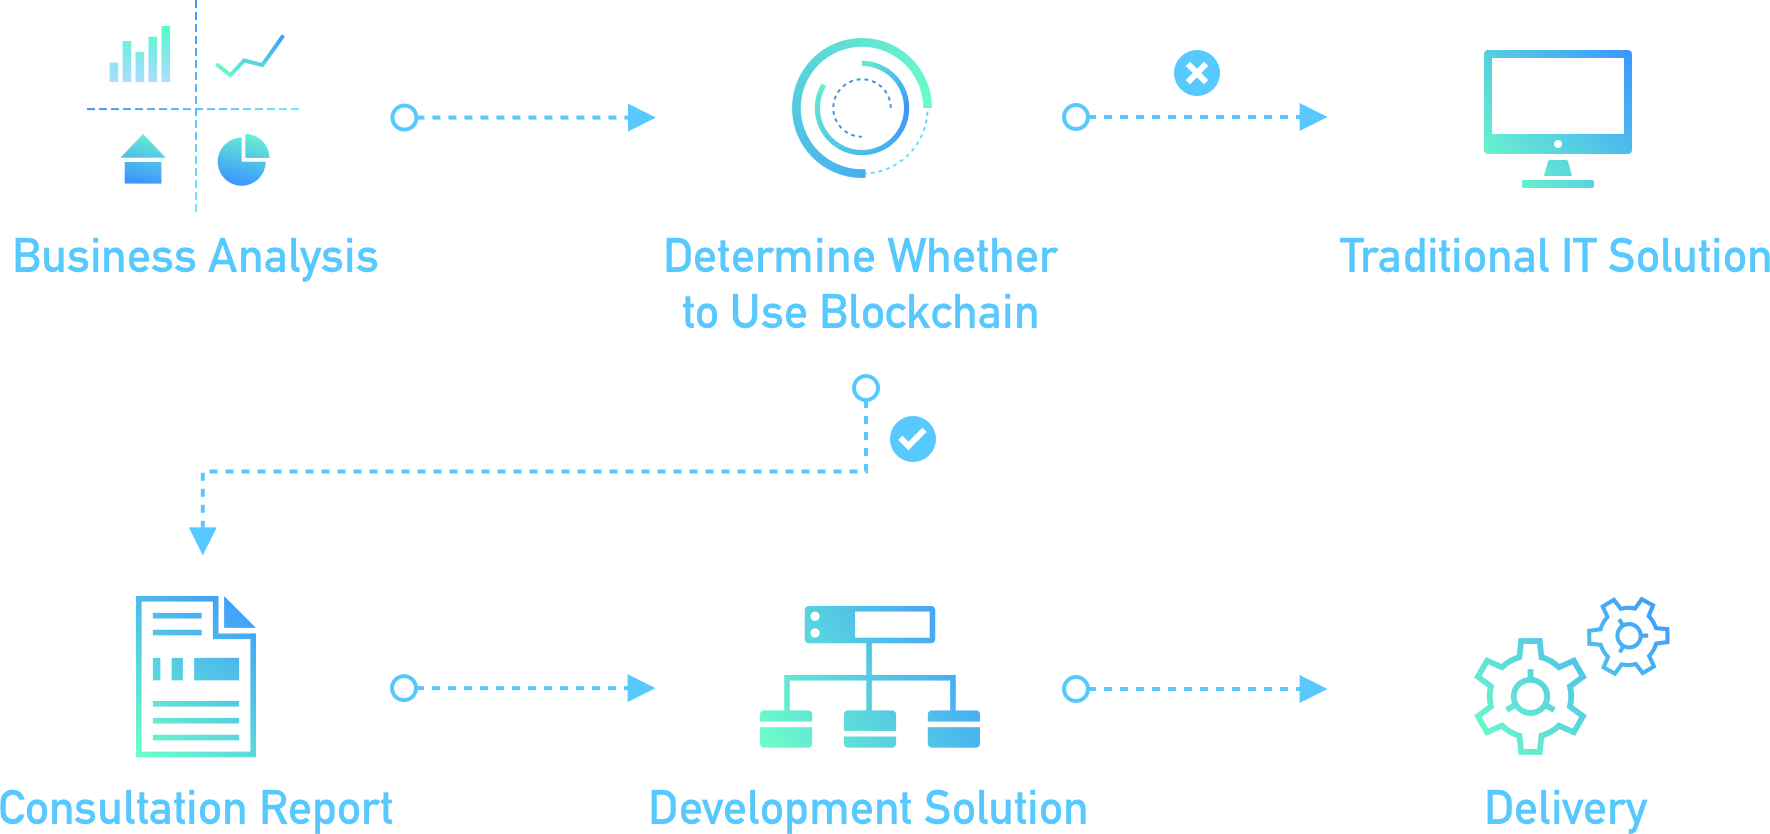 Business Analysis
Determine Whether
to Use Blockchain
Traditional IT Solution
Consultation Report
Development Solution
Delivery